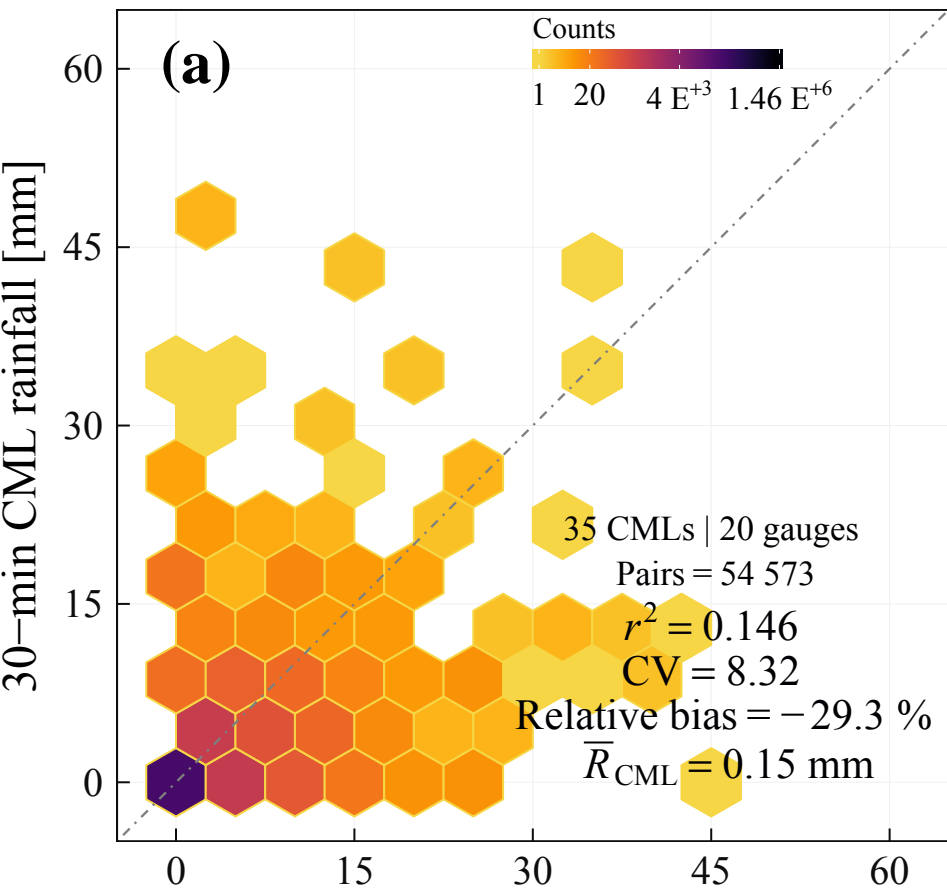 Counts
1 20 4 E⁺³ 1.46 E⁺⁶
(a)
60
45
30
15
0
30−min CML rainfall [mm]
35 CMLs | 20 gauges
Pairs = 54 573
r² = 0.146
CV = 8.32
Relative bias = −29.3 %
R̅CML = 0.15 mm
0 15 30 45 60